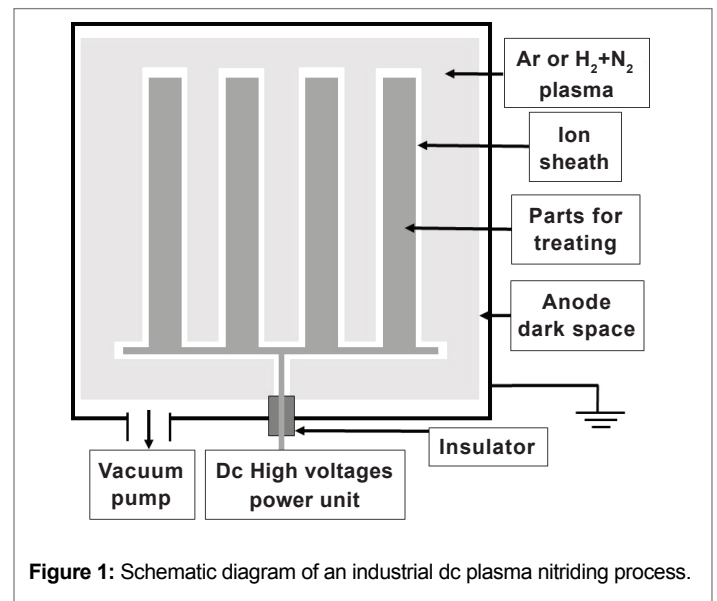 Ar or H₂+N₂
plasma
Ion
sheath
Parts for
treating
Anode
dark space
Insulator
Vacuum
pump
Dc High voltages
power unit
Figure 1: Schematic diagram of an industrial dc plasma nitriding process.